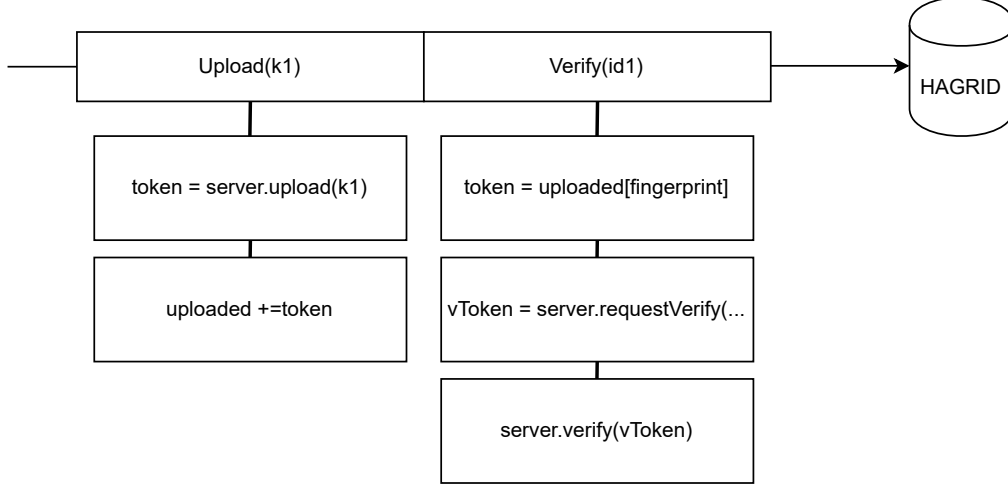 Upload(k1)
Verify(id1)
HAGRID
token = server.upload(k1)
token = uploaded[fingerprint]
uploaded +=token
vToken = server.requestVerify(...
server.verify(vToken)